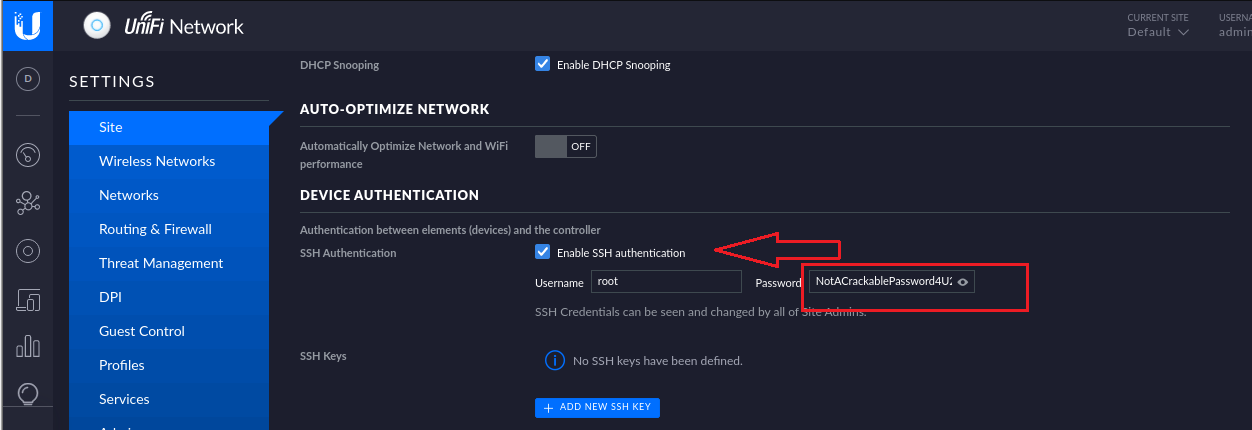 UniFi Network
CURRENT SITE
Default
USERNA
admin
SETTINGS
D
Site
Wireless Networks
Networks
Routing & Firewall
Threat Management
DPI
Guest Control
Profiles
Services
DHCP Snooping
Enable DHCP Snooping
AUTO-OPTIMIZE NETWORK
Automatically Optimize Network and WiFi
performance
OFF
DEVICE AUTHENTICATION
Authentication between elements (devices) and the controller
SSH Authentication
Enable SSH authentication
Username
root
Password
NotACrackablePassword4U2
SSH Credentials can be seen and changed by all of Site Admins.
SSH Keys
No SSH keys have been defined.
+ ADD NEW SSH KEY